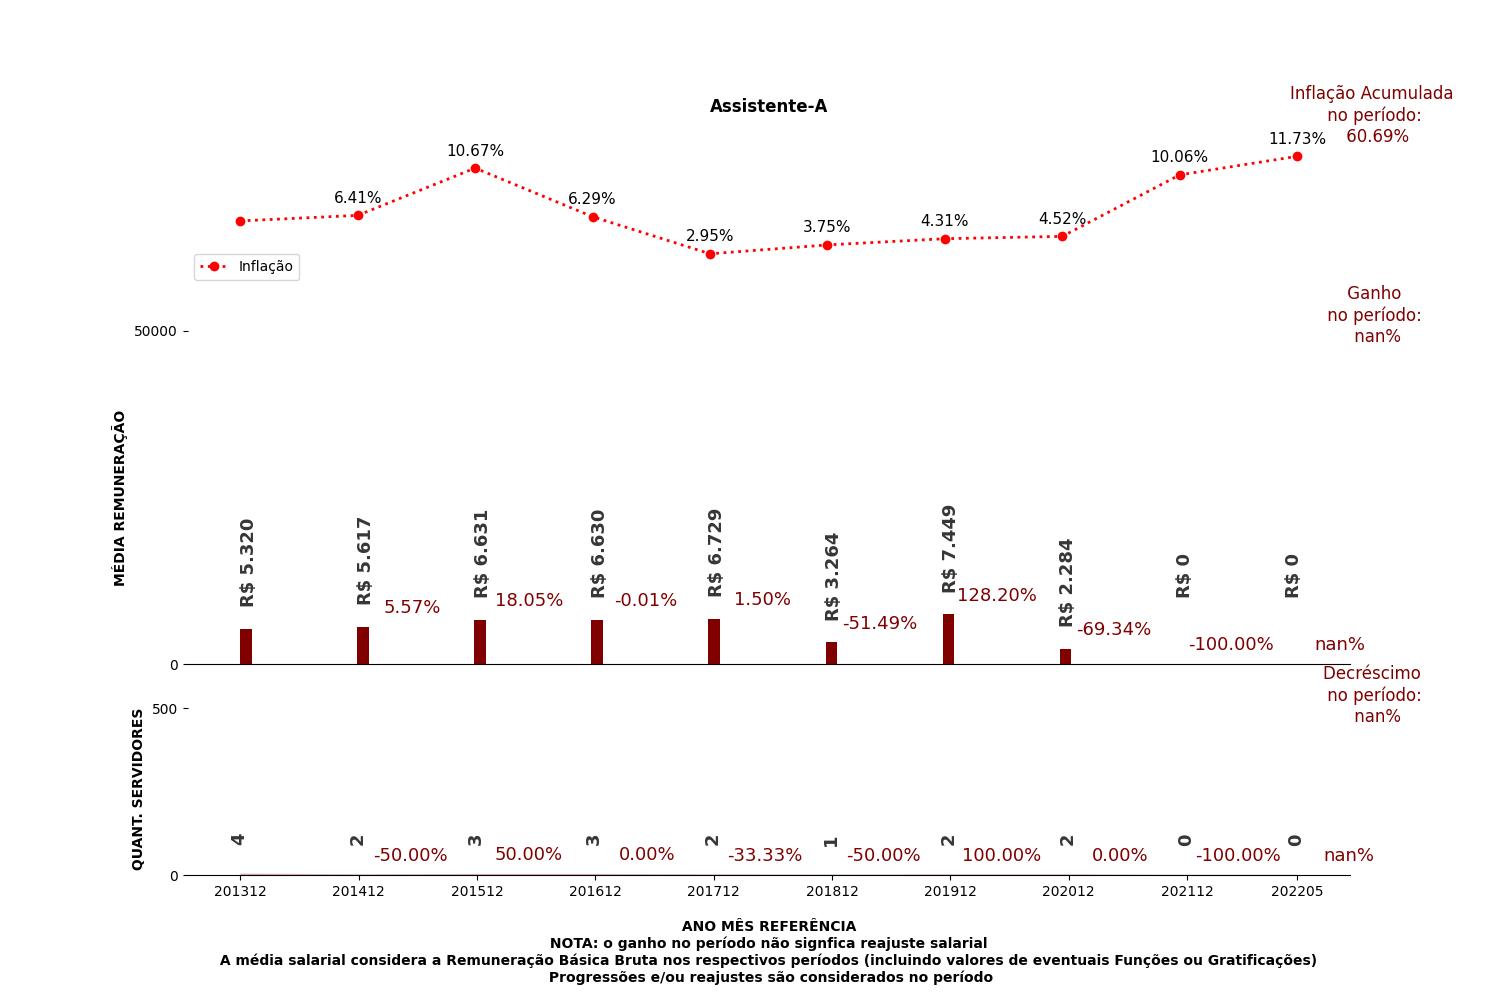 Assistente-A
Inflação Acumulada
no período:
60.69%
6.41%
10.67%
6.29%
2.95%
3.75%
4.31%
4.52%
10.06%
11.73%
Inflação
Ganho
no período:
nan%
MÉDIA REMUNERAÇÃO
50000
0
R$ 5.320
R$ 5.617
R$ 6.631
R$ 6.630
R$ 6.729
R$ 3.264
R$ 7.449
R$ 2.284
R$ 0
R$ 0
5.57%
18.05%
-0.01%
1.50%
-51.49%
128.20%
-69.34%
-100.00%
nan%
Decréscimo
no período:
nan%
QUANT. SERVIDORES
500
0
4
2
3
3
2
1
2
2
0
0
-50.00%
50.00%
0.00%
-33.33%
-50.00%
100.00%
0.00%
-100.00%
nan%
201312
201412
201512
201612
201712
201812
201912
202012
202112
202205
ANO MÊS REFERÊNCIA
NOTA: o ganho no período não signfica reajuste salarial
A média salarial considera a Remuneração Básica Bruta nos respectivos períodos (incluindo valores de eventuais Funções ou Gratificações)
Progressões e/ou reajustes são considerados no período